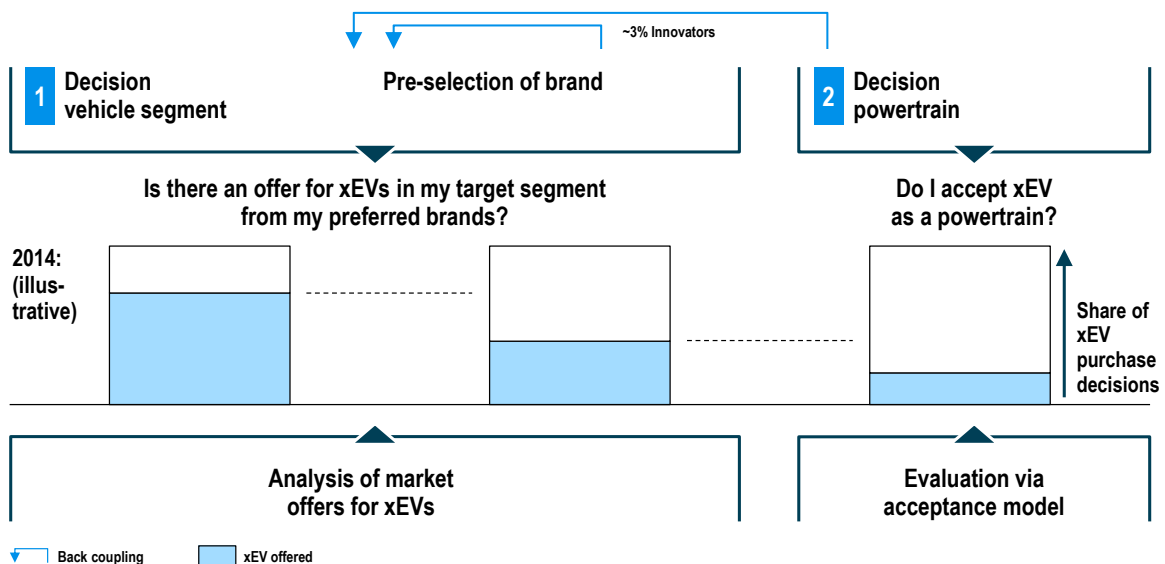 ~3% Innovators
1
Decision
vehicle segment
Pre-selection of brand
2
Decision
powertrain
Is there an offer for xEVs in my target segment
from my preferred brands?
Do I accept xEV
as a powertrain?
2014:
(illus-
trative)
Share of
xEV
purchase
decisions
Analysis of market
offers for xEVs
Evaluation via
acceptance model
Back coupling
xEV offered